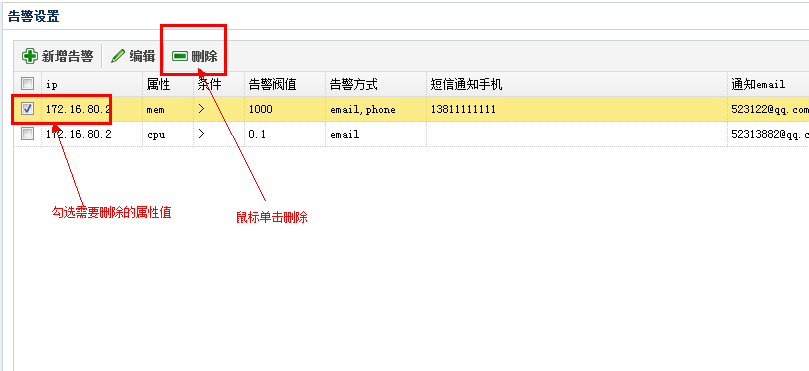 告警设置
新增告警 编辑 删除
ip 属性 条件 告警阀值 告警方式 短信通知手机 通知email
172.16.80.2 mem > 1000 email,phone 13811111111 523122@qq.com
172.16.80.2 cpu > 0.1 email 52313882@qq.c
勾选需要删除的属性值
鼠标单击删除